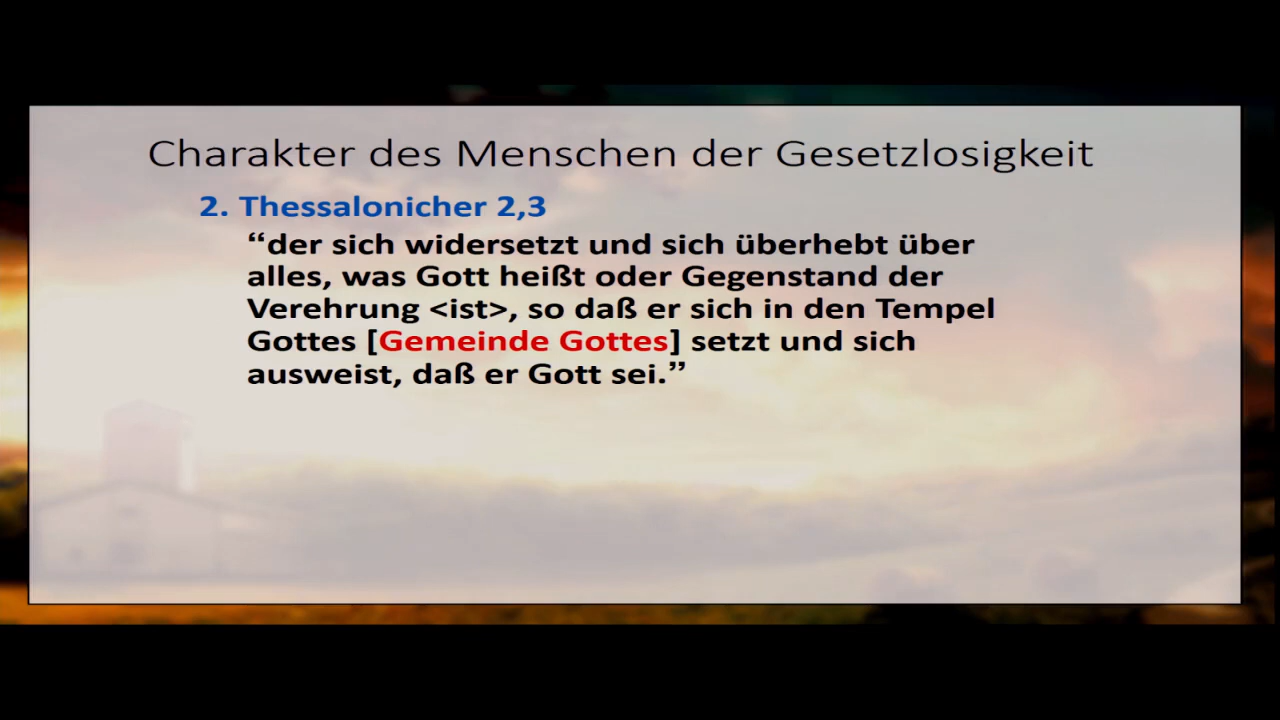 Charakter des Menschen der Gesetzlosigkeit
2. Thessalonicher 2,3
“der sich widersetzt und sich überhebt über
alles, was Gott heißt oder Gegenstand der
Verehrung <ist>, so daß er sich in den Tempel
Gottes [Gemeinde Gottes] setzt und sich
ausweist, daß er Gott sei.”